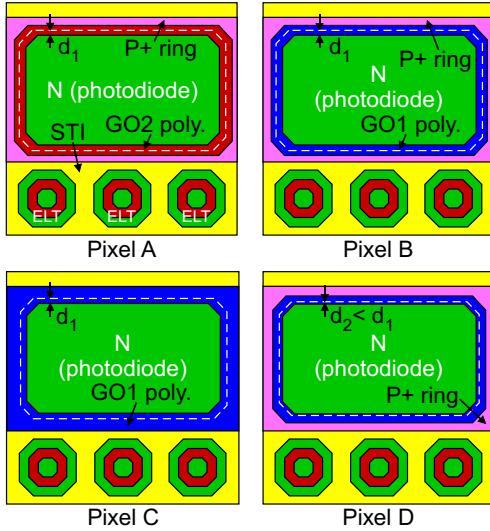 d1
P+ ring
N (photodiode)
STI
GO2 poly.
ELT ELT ELT
Pixel A
d1
P+ ring
N
(photodiode)
GO1 poly.
Pixel B
d1
N
(photodiode)
GO1 poly.
Pixel C
d2< d1
N
(photodiode)
P+ ring
Pixel D